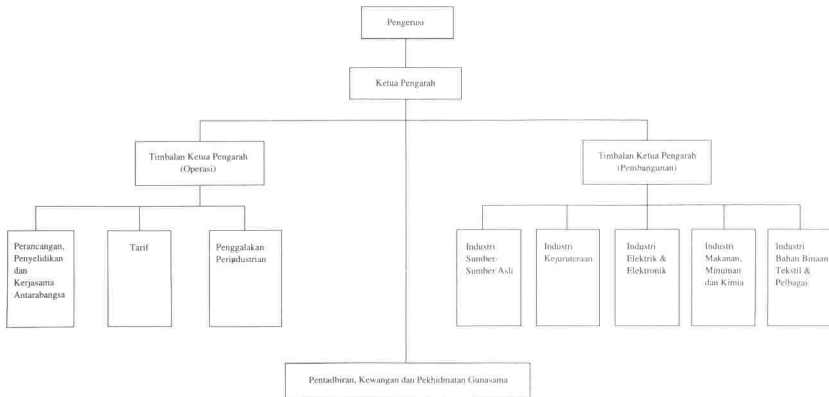 Pengerusi
Ketua Pengarah
Timbalan Ketua Pengarah
(Operasi)
Timbalan Ketua Pengarah
(Pembangunan)
Perancangan,
Penyelidikan
dan
Kerjasama
Antarabangsa
Tarif
Penggalakan
Perindustrian
Industri
Sumber-
Sumber Asli
Industri
Kejuruteraan
Industri
Elektrik &
Elektronik
Industri
Makanan,
Minuman
dan Kimia
Industri
Bahan Binaan
Tekstil &
Pelbagai
Pentadbiran, Kewangan dan Pekhidmatan Gunasama